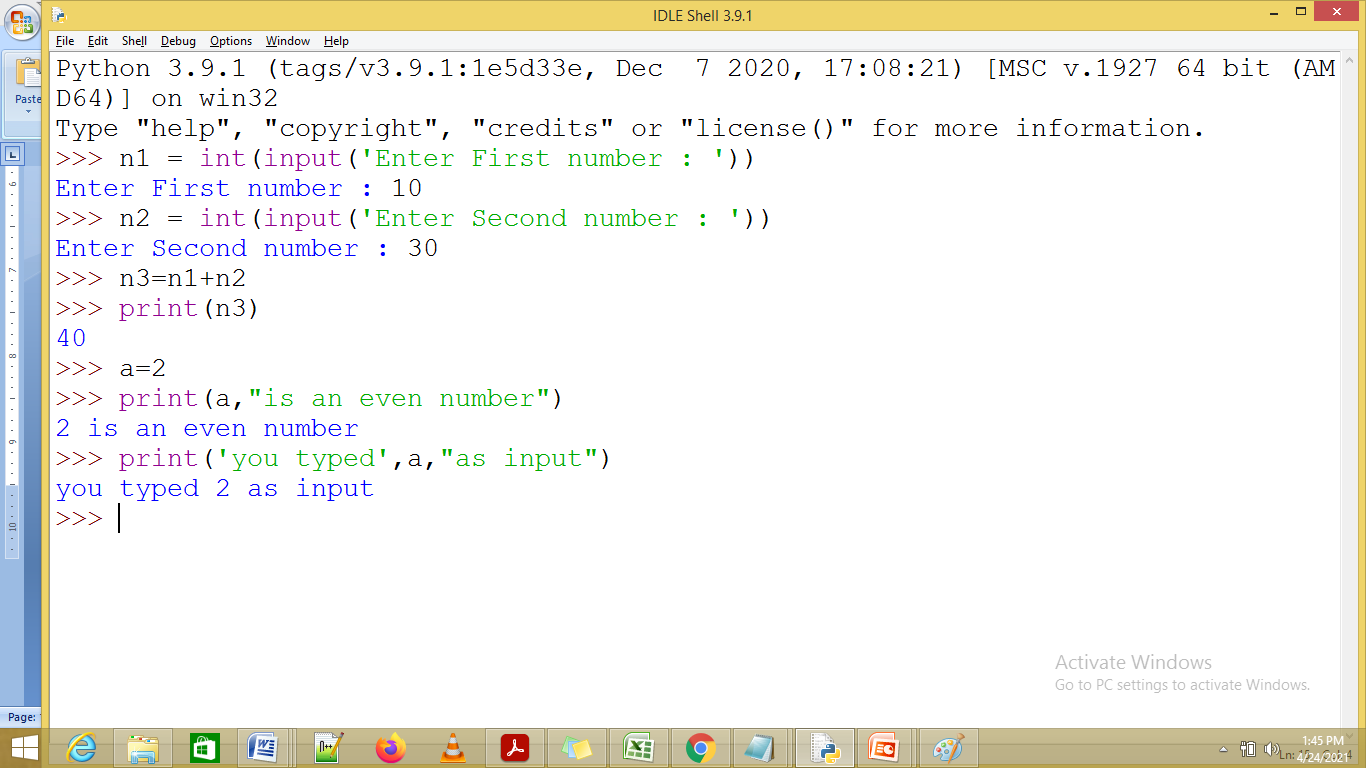 IDLE Shell 3.9.1
File Edit Shell Debug Options Window Help
Python 3.9.1 (tags/v3.9.1:1e5d33e, Dec  7 2020, 17:08:21) [MSC v.1927 64 bit (AM
D64)] on win32
Type "help", "copyright", "credits" or "license()" for more information.
>>> n1 = int(input('Enter First number : '))
Enter First number : 10
>>> n2 = int(input('Enter Second number : '))
Enter Second number : 30
>>> n3=n1+n2
>>> print(n3)
40
>>> a=2
>>> print(a,"is an even number")
2 is an even number
>>> print('you typed',a,"as input")
you typed 2 as input
>>>
Paste
6
7
8
9
10
Page:
Activate Windows
Go to PC settings to activate Windows.
1:45 PM
4/24/2021